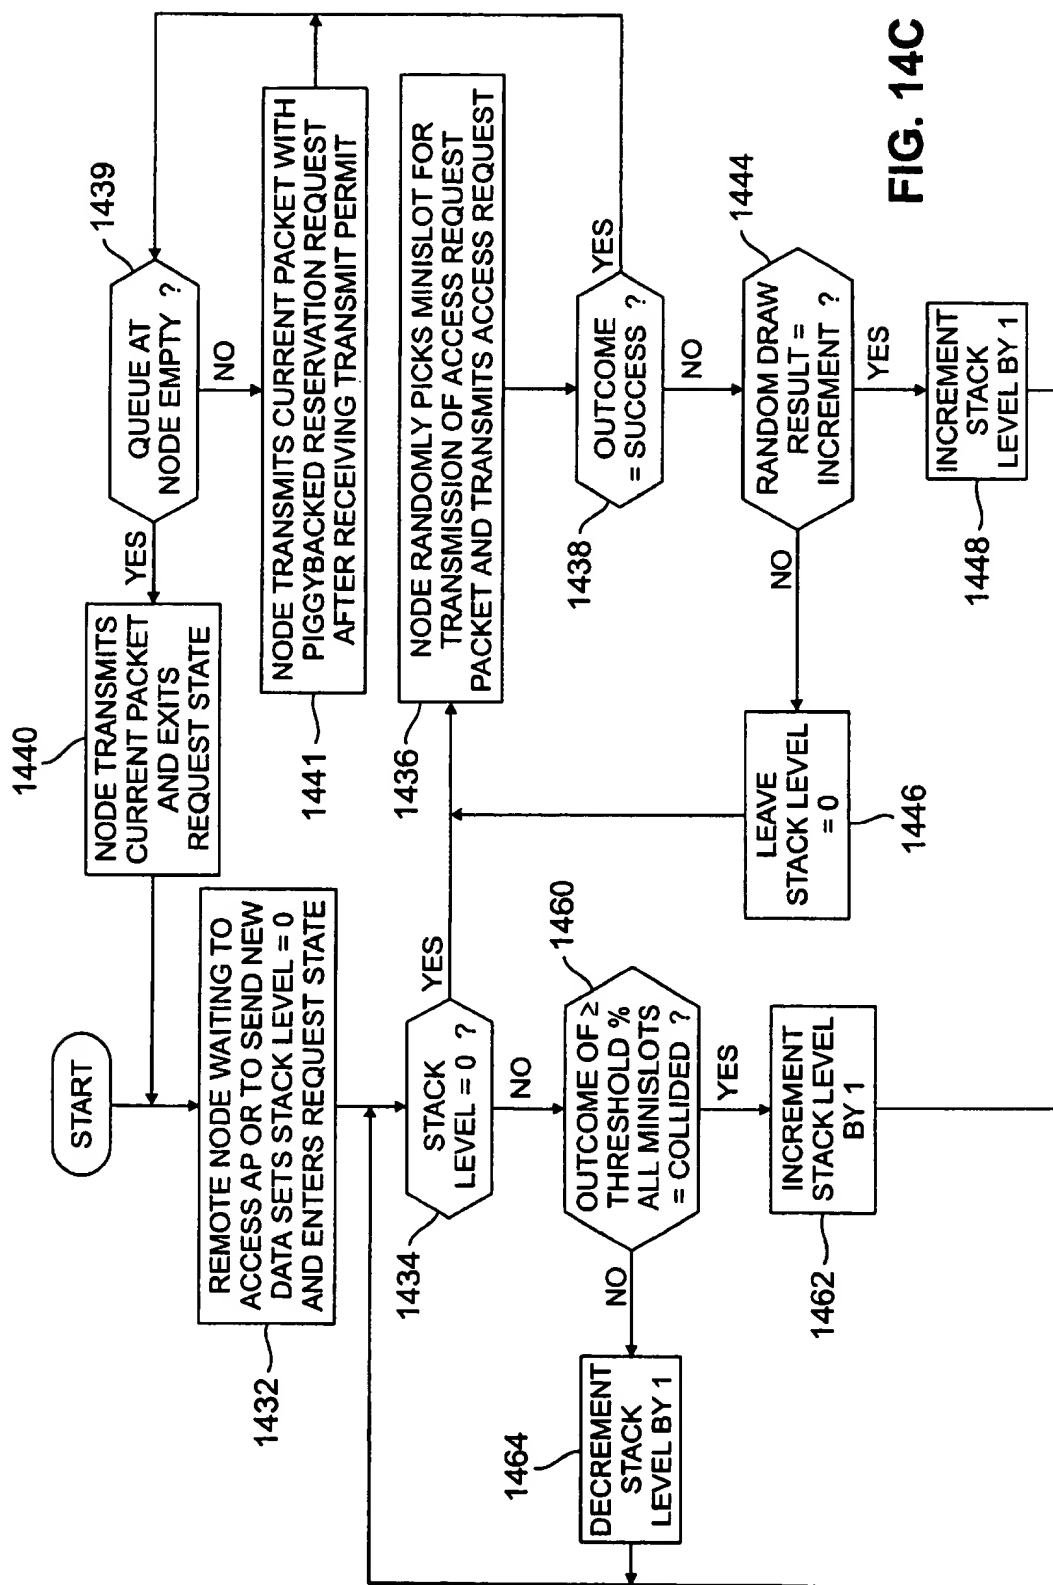 START
REMOTE NODE WAITING TO
ACCESS AP OR TO SEND NEW
DATA SETS STACK LEVEL = 0
AND ENTERS REQUEST STATE
1432
STACK
LEVEL = 0 ?
1434
YES
NO
OUTCOME OF ≥
THRESHOLD %
ALL MINISLOTS
= COLLIDED ?
1460
YES
NO
INCREMENT
STACK LEVEL
BY 1
1462
DECREMENT
STACK
LEVEL BY 1
1464
NODE TRANSMITS
CURRENT PACKET
AND EXITS
REQUEST STATE
1440
YES
QUEUE AT
NODE EMPTY ?
1439
NO
NODE TRANSMITS CURRENT PACKET WITH
PIGGYBACKED RESERVATION REQUEST
AFTER RECEIVING TRANSMIT PERMIT
1441
NODE RANDOMLY PICKS MINISLOT FOR
TRANSMISSION OF ACCESS REQUEST
PACKET AND TRANSMITS ACCESS REQUEST
1436
OUTCOME
= SUCCESS ?
1438
YES
NO
RANDOM DRAW
RESULT =
INCREMENT ?
1444
NO
YES
LEAVE
STACK LEVEL
= 0
1446
INCREMENT
STACK
LEVEL BY 1
1448
FIG. 14C